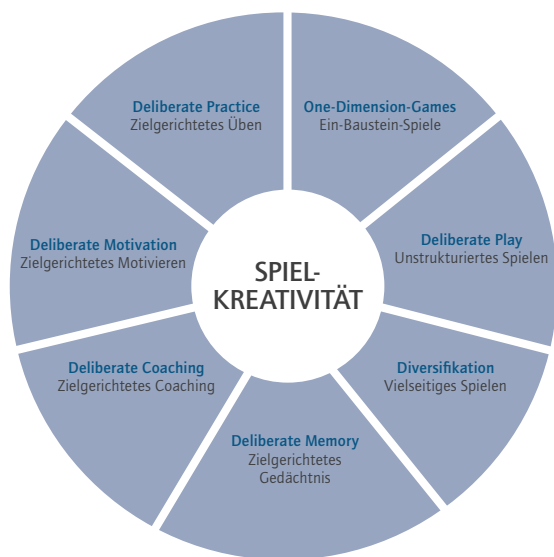 Deliberate Practice
Zielgerichtetes Üben
One-Dimension-Games
Ein-Baustein-Spiele
Deliberate Motivation
Zielgerichtetes Motivieren
Deliberate Play
Unstrukturiertes Spielen
SPIEL-
KREATIVITÄT
Deliberate Coaching
Zielgerichtetes Coaching
Diversifikation
Vielseitiges Spielen
Deliberate Memory
Zielgerichtetes
Gedächtnis